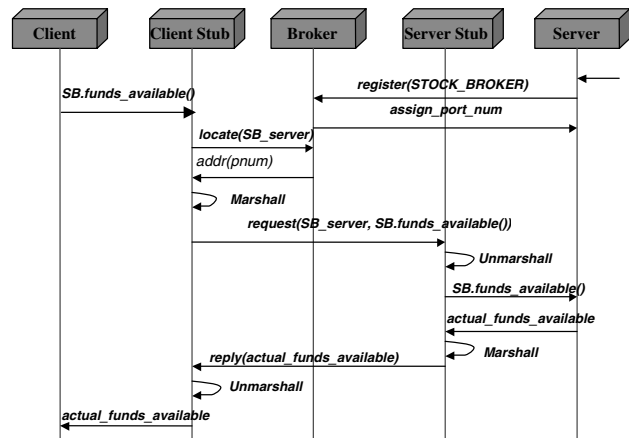 Client Client Stub Broker Server Stub Server
register(STOCK_BROKER)
SB.funds_available()
assign_port_num
locate(SB_server)
addr(pnum)
Marshall
request(SB_server, SB.funds_available())
Unmarshall
SB.funds_available()
actual_funds_available
Marshall
reply(actual_funds_available)
Unmarshall
actual_funds_available